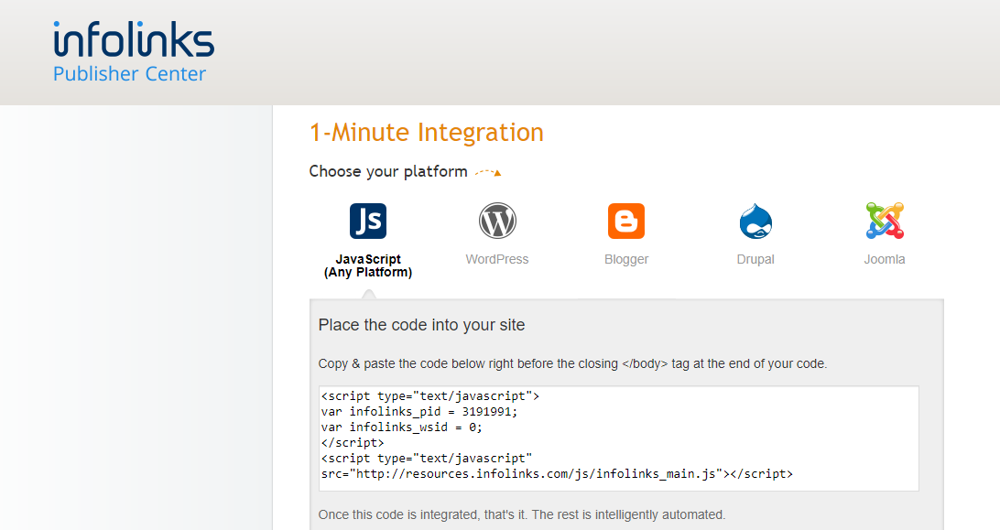 infolinks
Publisher Center
1-Minute Integration
Choose your platform
Js
JavaScript
(Any Platform)
WordPress
Blogger
Drupal
Joomla
Place the code into your site
Copy & paste the code below right before the closing </body> tag at the end of your code.
<script type="text/javascript">
var infolinks_pid = 3191991;
var infolinks_wsid = 0;
</script>
<script type="text/javascript"
src="http://resources.infolinks.com/js/infolinks_main.js"></script>
Once this code is integrated, that's it. The rest is intelligently automated.